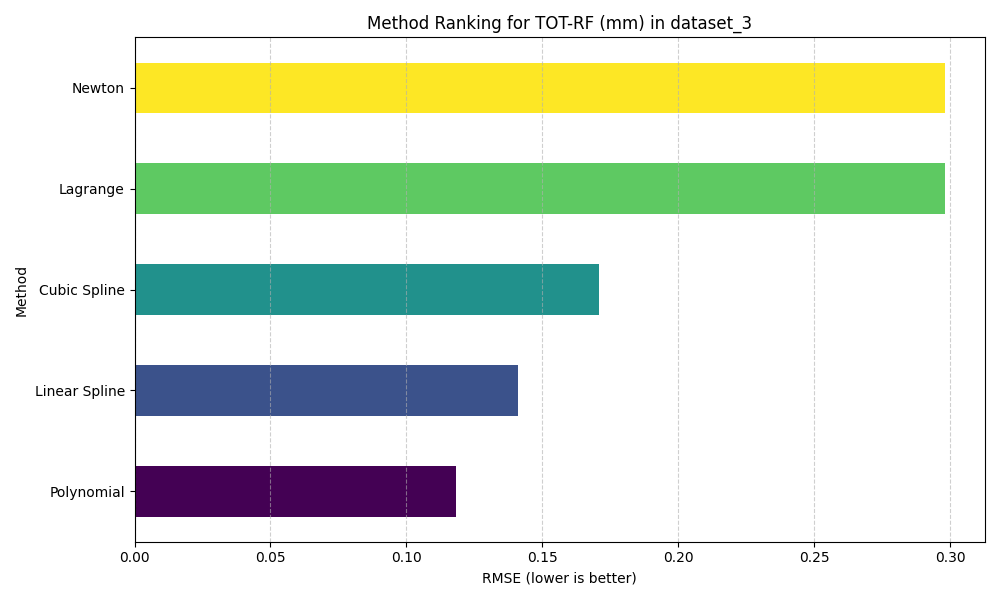 Method Ranking for TOT-RF (mm) in dataset_3
Newton
Lagrange
Cubic Spline
Linear Spline
Polynomial
Method
0.00 0.05 0.10 0.15 0.20 0.25 0.30
RMSE (lower is better)